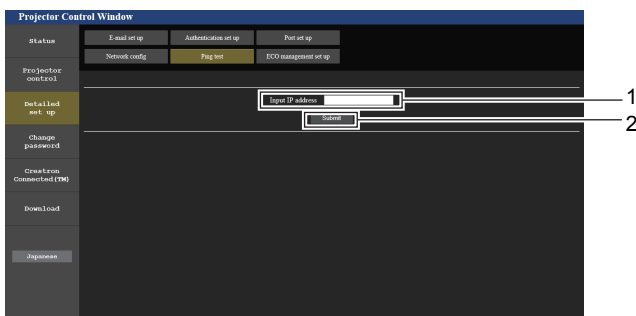 Projector Control Window
Status
E-mail set up
Authentication set up
Port set up
Network config
Ping test
ECO management set up
Projector
control
Detailed
set up
Change
password
Crestron
Connected(TM)
Download
Japanese
Input IP address
1
Submit
2